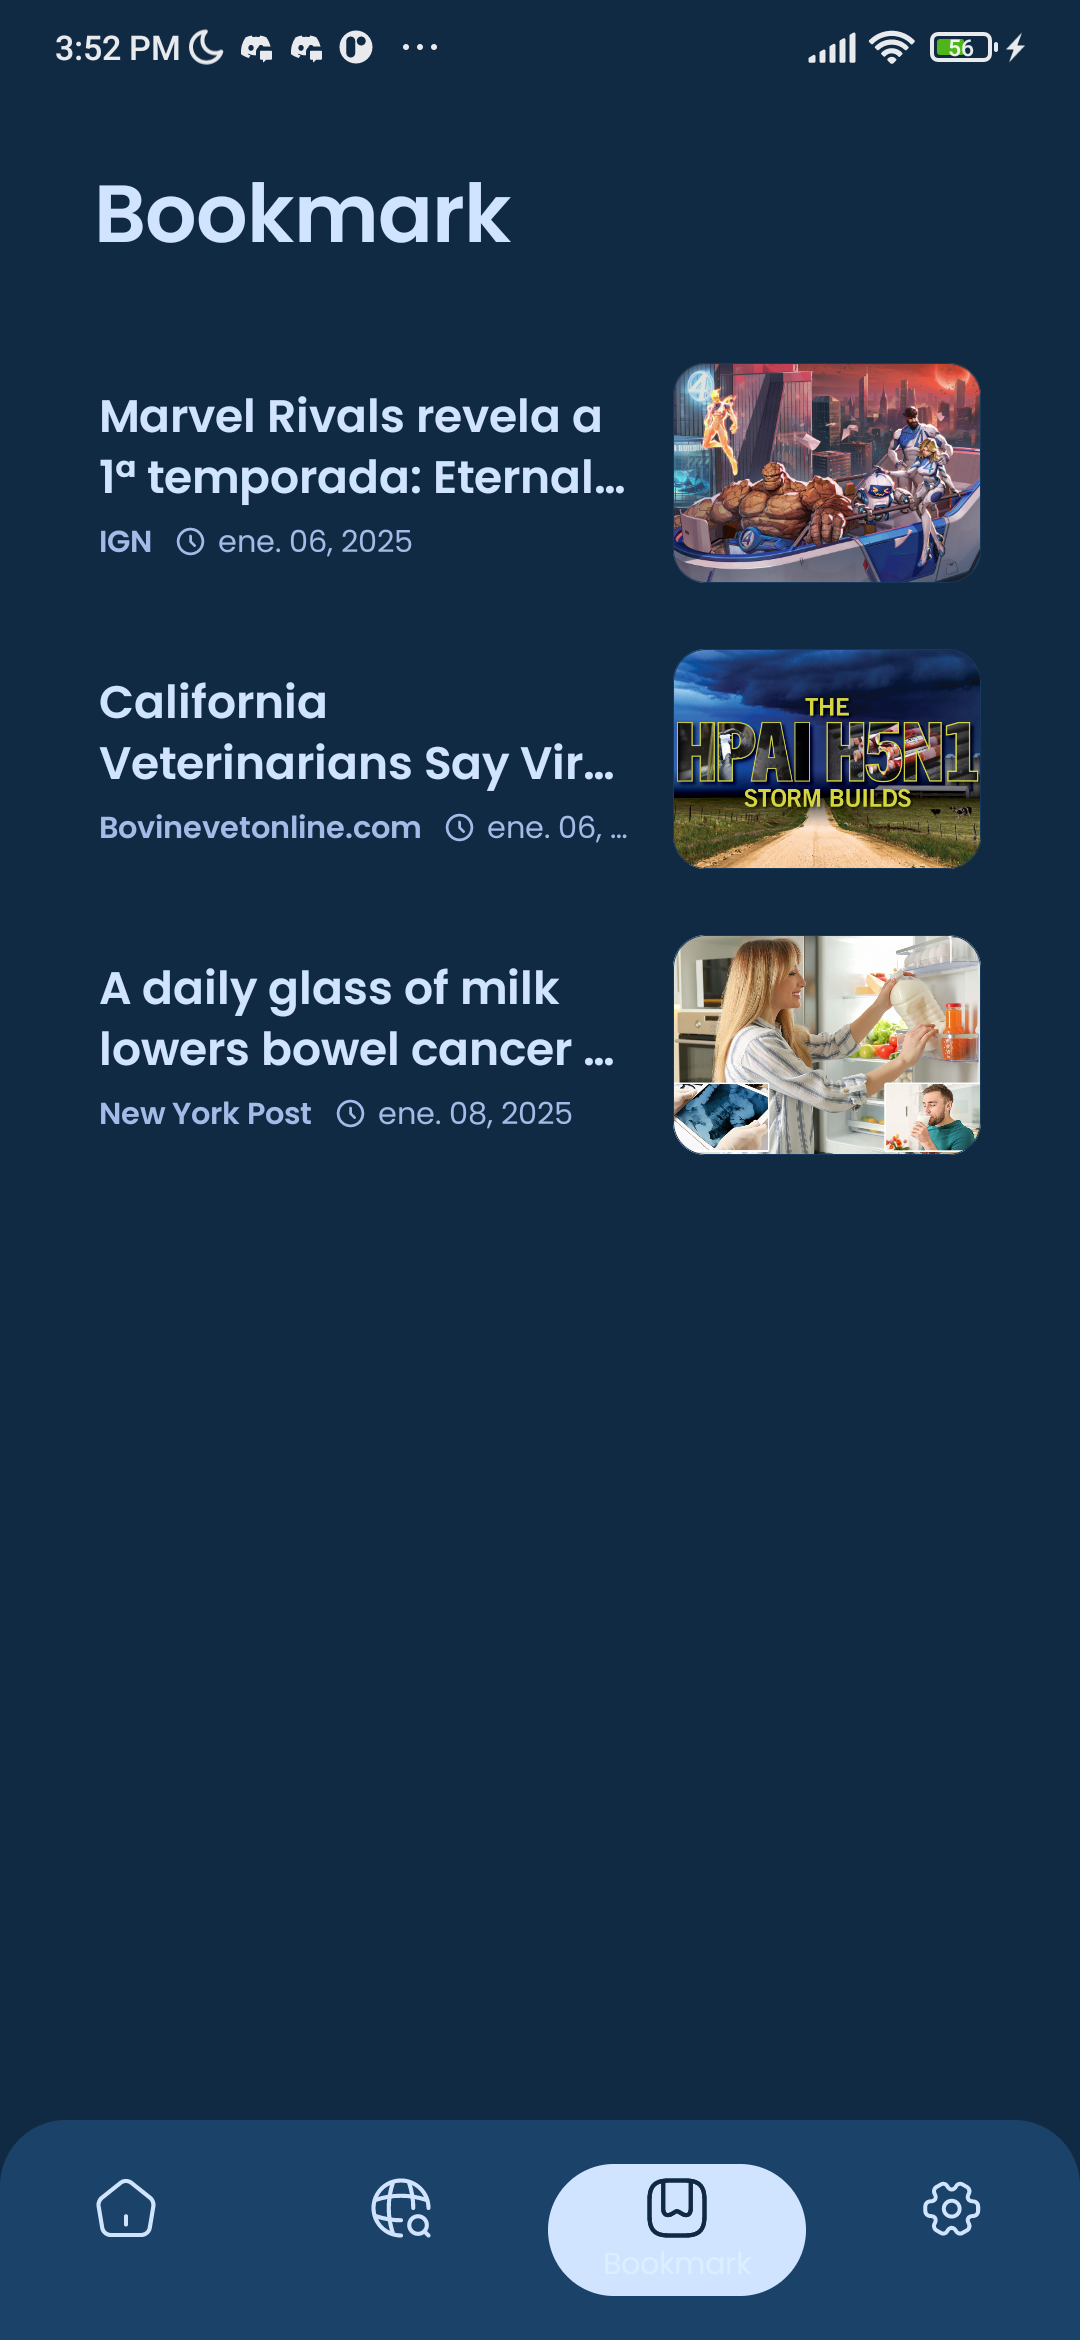 3:52 PM
56
Bookmark
Marvel Rivals revela a
1ª temporada: Eternal...
IGN ene. 06, 2025
4
4
California
Veterinarians Say Vir...
Bovinevetonline.com ene. 06, ...
THE
HPAI H5N1
STORM BUILDS
A daily glass of milk
lowers bowel cancer ...
New York Post ene. 08, 2025
Bookmark